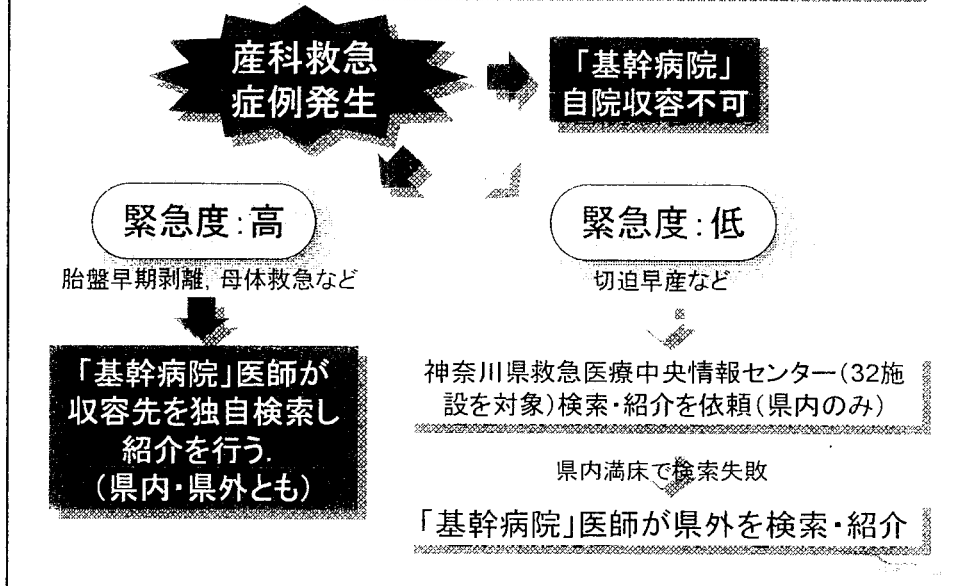 産科救急
症例発生
「基幹病院」
自院収容不可
緊急度:高
胎盤早期剥離, 母体救急など
「基幹病院」医師が
収容先を独自検索し
紹介を行う.
(県内・県外とも)
緊急度:低
切迫早産など
神奈川県救急医療中央情報センター(32施
設を対象)検索・紹介を依頼(県内のみ)
県内満床で検索失敗
「基幹病院」医師が県外を検索・紹介